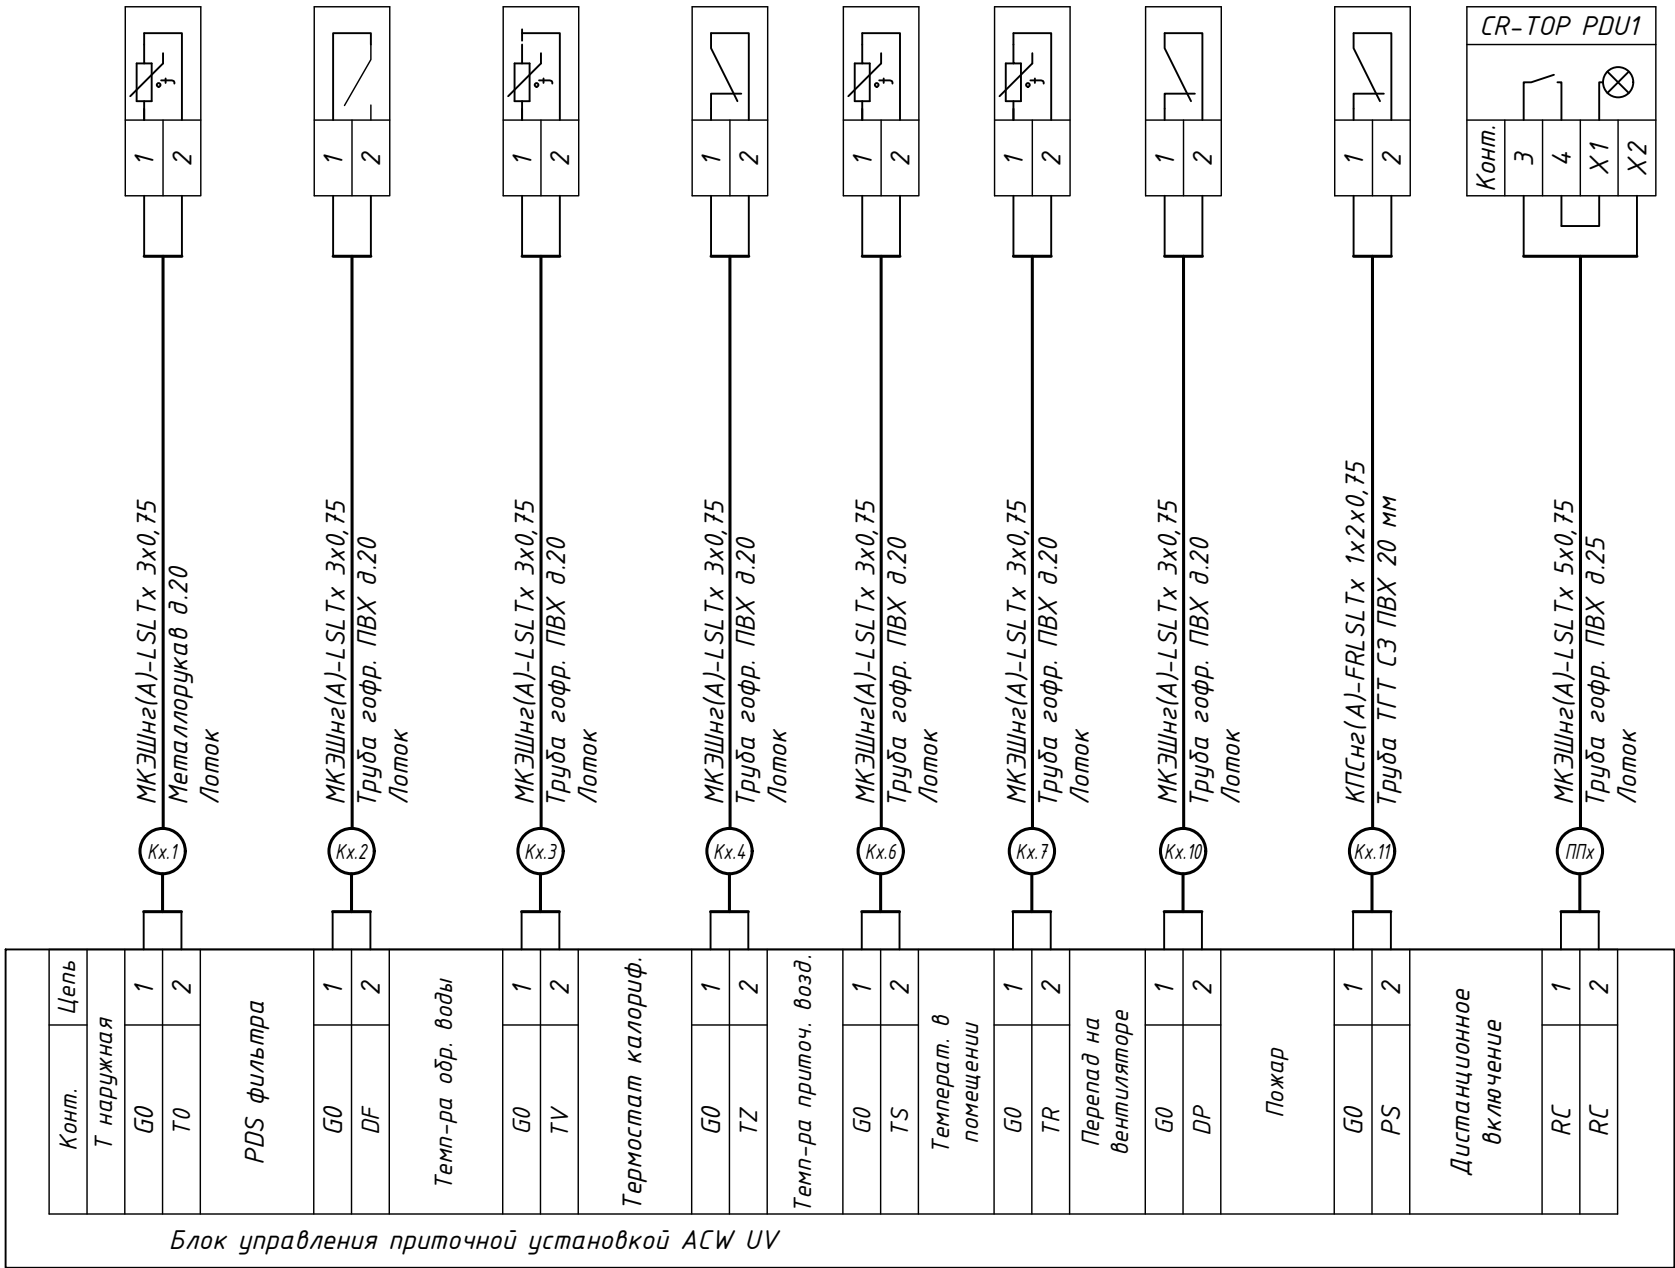 CR-TOP PDU1
t°
t°
t°
t°
1
2
1
2
1
2
1
2
1
2
1
2
1
2
1
2
Конт.
3
4
X1
X2
МКЭШнг(А)-LSLTx 3x0,75
Металлорукав д.20
Лоток
МКЭШнг(А)-LSLTx 3x0,75
Труба гофр. ПВХ д.20
Лоток
МКЭШнг(А)-LSLTx 3x0,75
Труба гофр. ПВХ д.20
Лоток
МКЭШнг(А)-LSLTx 3x0,75
Труба гофр. ПВХ д.20
Лоток
МКЭШнг(А)-LSLTx 3x0,75
Труба гофр. ПВХ д.20
Лоток
МКЭШнг(А)-LSLTx 3x0,75
Труба гофр. ПВХ д.20
Лоток
МКЭШнг(А)-LSLTx 3x0,75
Труба гофр. ПВХ д.20
Лоток
КПСнг(А)-FRLSLTx 1x2x0,75
Труба ТГТ СЗ ПВХ 20 мм
МКЭШнг(А)-LSLTx 5x0,75
Труба гофр. ПВХ д.25
Лоток
Кх.1
Кх.2
Кх.3
Кх.4
Кх.6
Кх.7
Кх.10
Кх.11
ППх
Конт. Цепь
Т наружная
G0 1
T0 2
PDS фильтра
G0 1
DF 2
Темп-ра обр. воды
G0 1
TV 2
Термостат калориф.
G0 1
TZ 2
Темп-ра приточ. возд.
G0 1
TS 2
Температ. в
помещении
G0 1
TR 2
Перепад на
вентиляторе
G0 1
DP 2
Пожар
G0 1
PS 2
Дистанционное
включение
RC 1
RC 2
Блок управления приточной установкой ACW UV